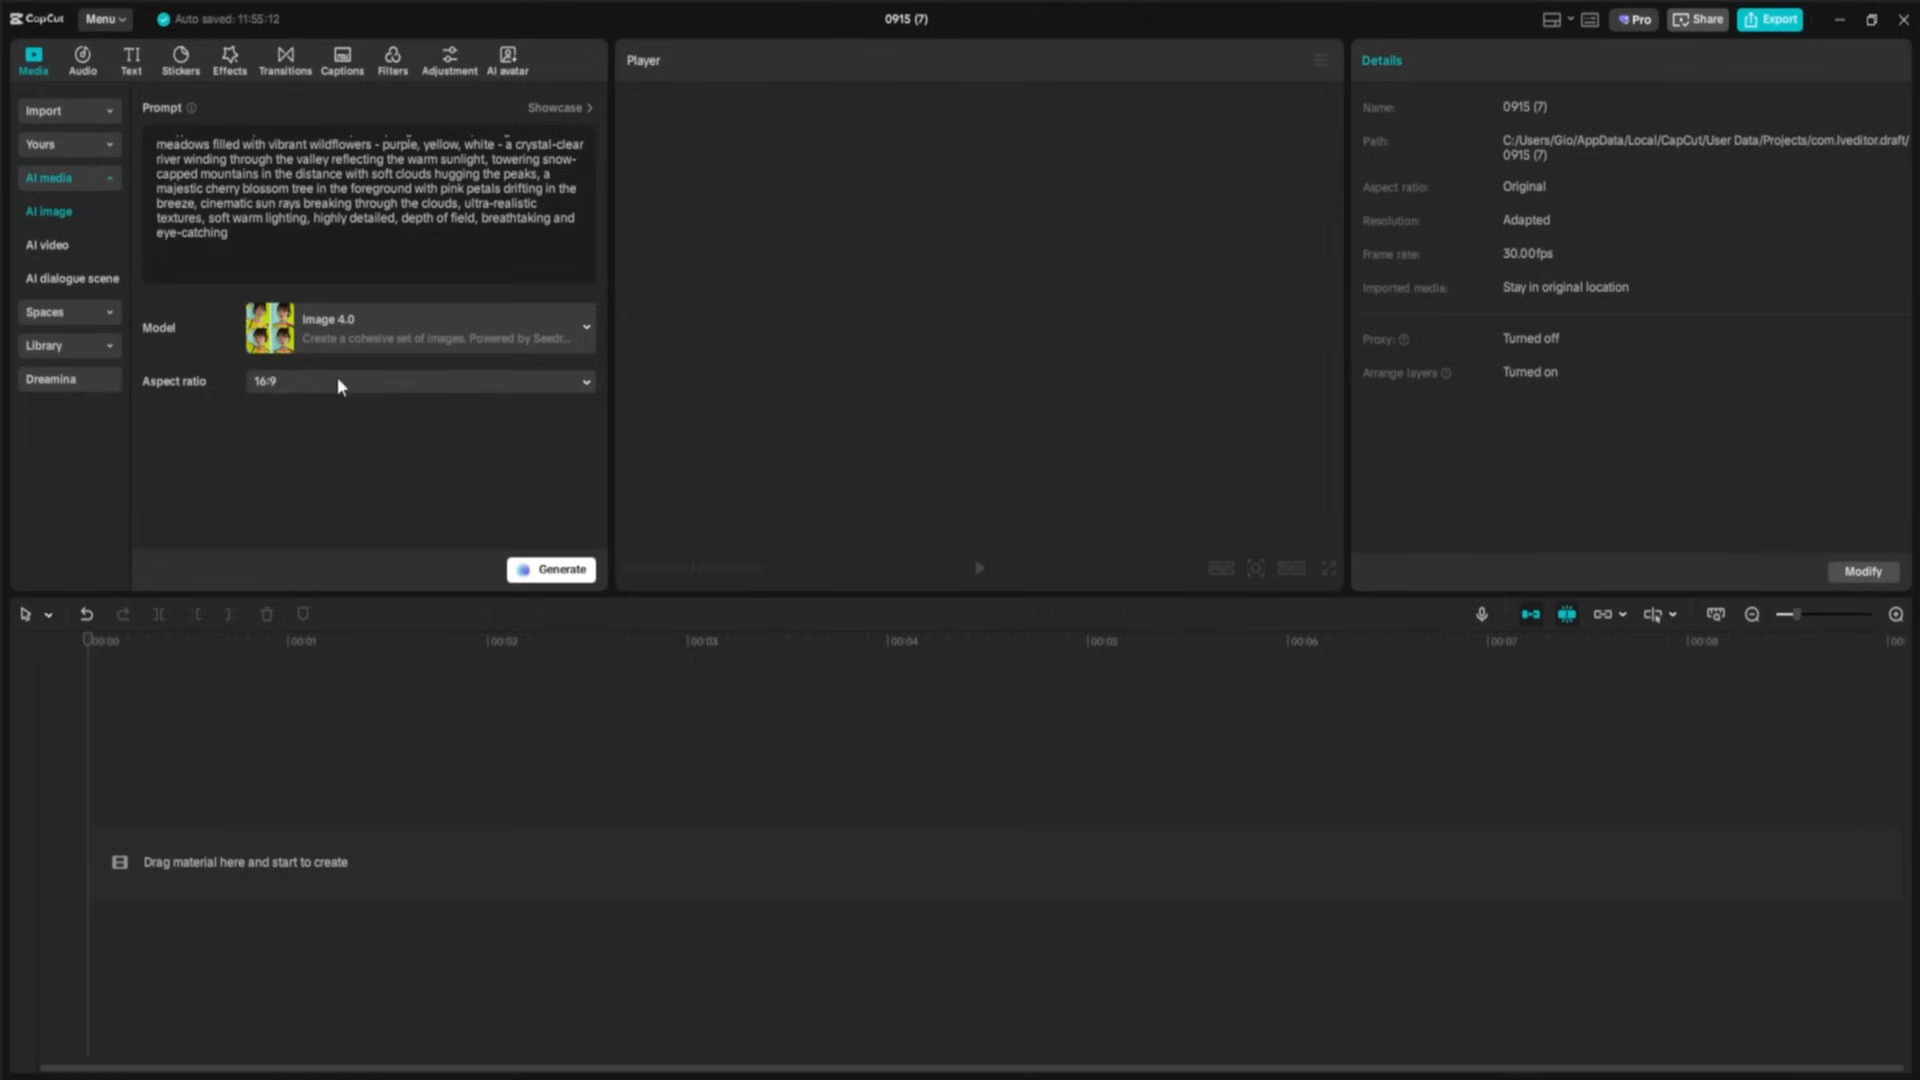 CapCut
Menu
Auto saved: 11:55:12
0915 (7)
Pro
Share
Export
Media
Audio
TI
Text
Stickers
Effects
Transitions
Captions
Filters
Adjustment
AI avatar
Player
Details
Import
Yours
AI media
AI image
AI video
AI dialogue scene
Spaces
Library
Dreamina
Prompt
Showcase >
meadows filled with vibrant wildflowers - purple, yellow, white - a crystal-clear
river winding through the valley reflecting the warm sunlight, towering snow-
capped mountains in the distance with soft clouds hugging the peaks, a
majestic cherry blossom tree in the foreground with pink petals drifting in the
breeze, cinematic sun rays breaking through the clouds, ultra-realistic
textures, soft warm lighting, highly detailed, depth of field, breathtaking and
eye-catching
Model
Image 4.0
Create a cohesive set of images. Powered by Seedr...
Aspect ratio
16:9
Generate
Name:
0915 (7)
Path:
C:/Users/Gio/AppData/Local/CapCut/User Data/Projects/com.lveditor.draft/
0915 (7)
Aspect ratio:
Original
Resolution:
Adapted
Frame rate:
30.00fps
Imported media:
Stay in original location
Proxy:
Turned off
Arrange layers
Turned on
Modify
00:00
00:01
00:02
00:03
00:04
00:05
00:06
00:07
00:08
00
Drag material here and start to create